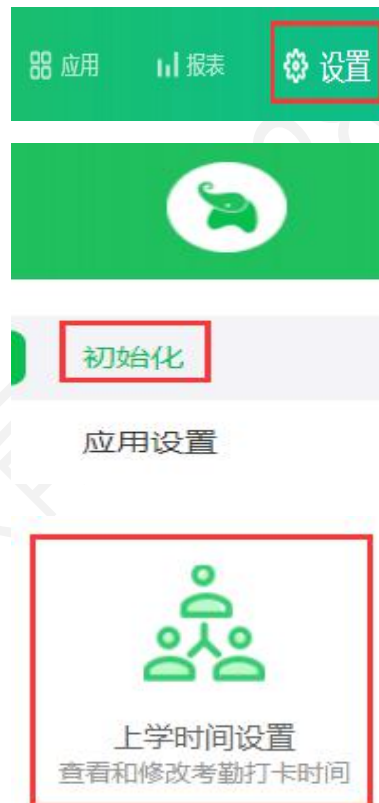 应用 报表 设置
初始化
应用设置
上学时间设置
查看和修改考勤打卡时间